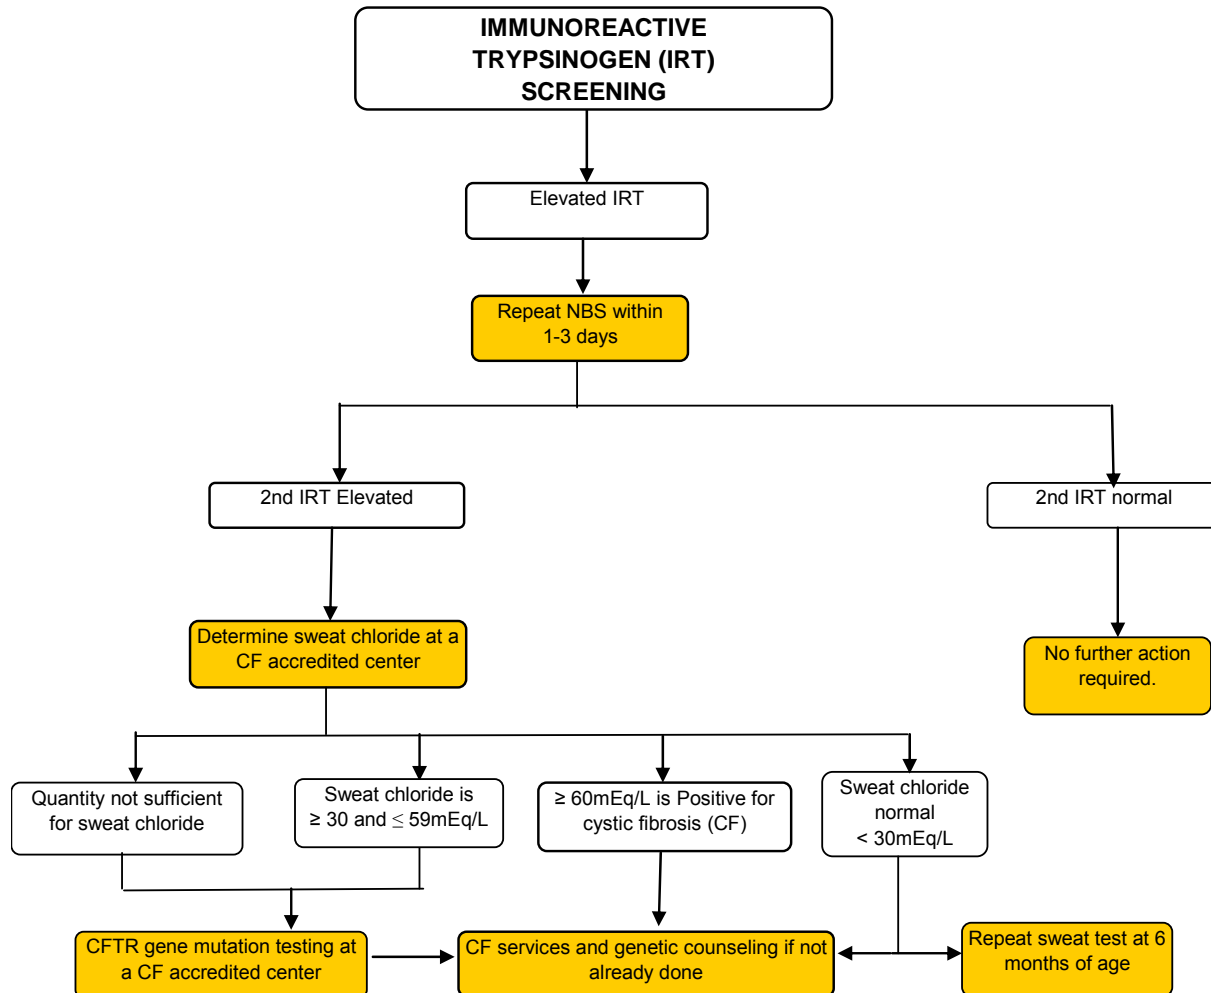 IMMUNOREACTIVE
TRYPSINOGEN (IRT)
SCREENING
Elevated IRT
Repeat NBS within
1-3 days
2nd IRT Elevated
2nd IRT normal
Determine sweat chloride at a
CF accredited center
No further action
required.
Quantity not sufficient
for sweat chloride
Sweat chloride is
≥ 30 and ≤ 59mEq/L
≥ 60mEq/L is Positive for
cystic fibrosis (CF)
Sweat chloride
normal
< 30mEq/L
CFTR gene mutation testing at
a CF accredited center
CF services and genetic counseling if not
already done
Repeat sweat test at 6
months of age